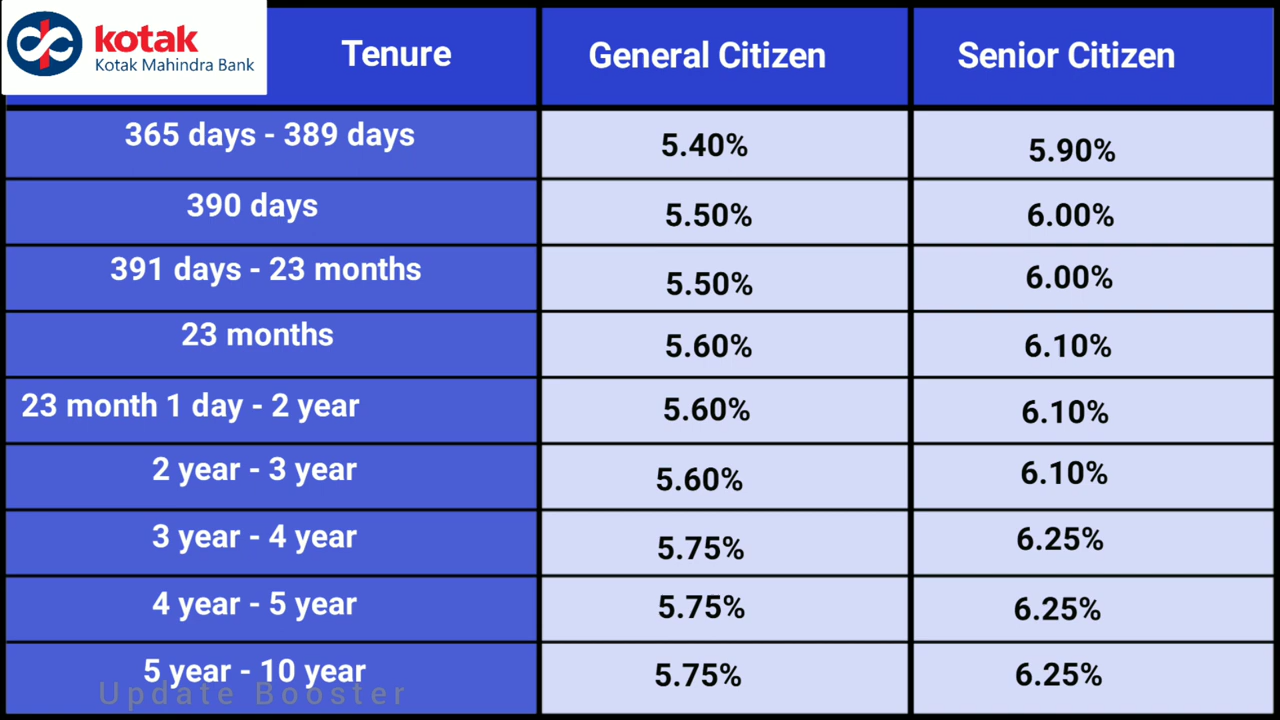 kotak
Kotak Mahindra Bank
Tenure General Citizen Senior Citizen
365 days - 389 days 5.40% 5.90%
390 days 5.50% 6.00%
391 days - 23 months 5.50% 6.00%
23 months 5.60% 6.10%
23 month 1 day - 2 year 5.60% 6.10%
2 year - 3 year 5.60% 6.10%
3 year - 4 year 5.75% 6.25%
4 year - 5 year 5.75% 6.25%
5 year - 10 year 5.75% 6.25%
Update Booster